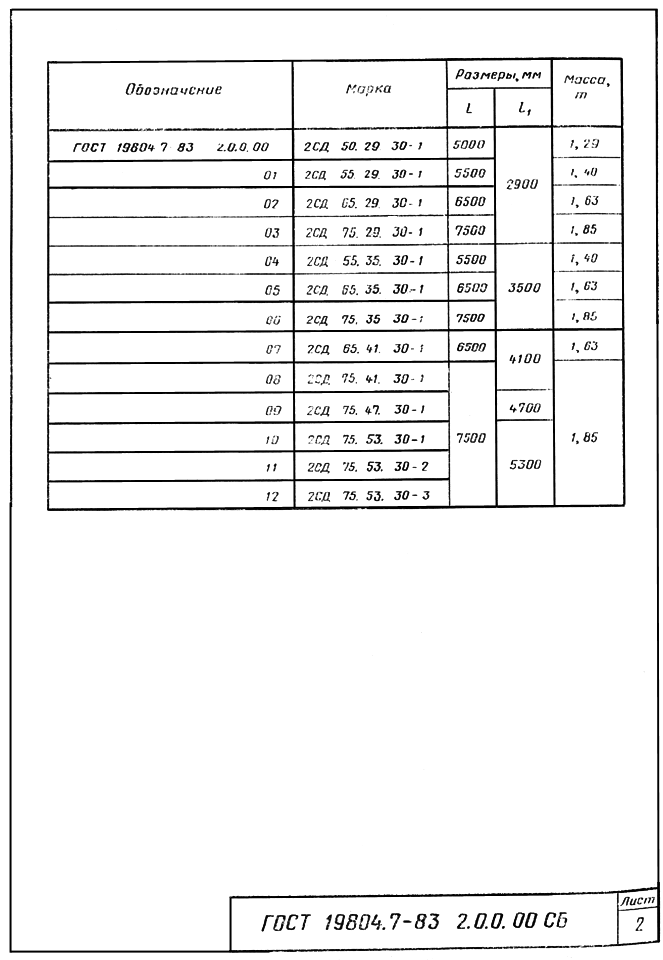 Обозначение Марка Размеры, мм Масса, т
L L₁
ГОСТ 19804.7-83 2.0.0.00 2СД 50.29 30-1 5000 2900 1,29
01 2СД 55.29.30-1 5500 1,40
02 2СД 65.29.30-1 6500 1,63
03 2СД 75.29.30-1 7500 1,85
04 2СД 55.35.30-1 5500 3500 1,40
05 2СД 65.35.30-1 6500 1,63
06 2СД 75.35 30-1 7500 1,85
07 2СД 65.41.30-1 6500 4100 1,63
08 2СД 75.41.30-1 7500 1,85
09 2СД 75.47.30-1 4700
10 2СД 75.53.30-1 5300
11 2СД 75.53.30-2
12 2СД 75.53.30-3
ГОСТ 19804.7-83 2.0.0.00 СБ
Лист
2